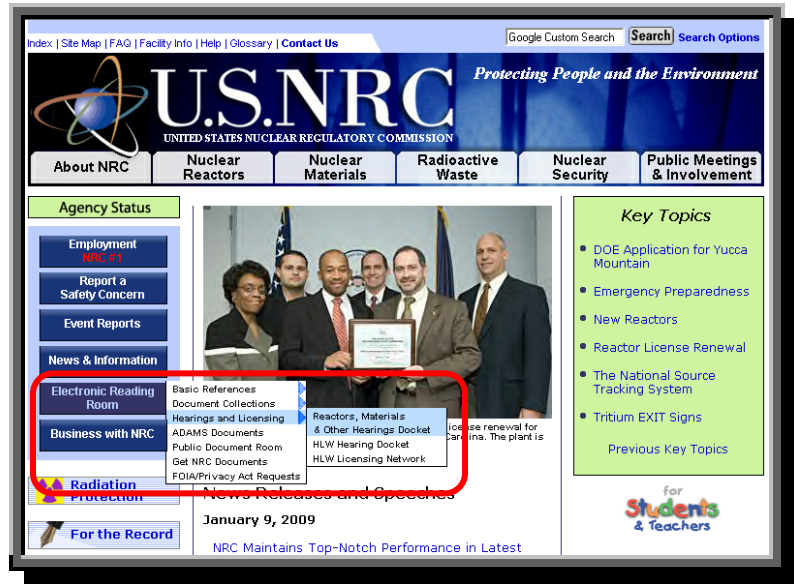 Index | Site Map | FAQ | Facility Info | Help | Glossary | Contact Us
Google Custom Search Search Search Options
U.S.NRC
UNITED STATES NUCLEAR REGULATORY COMMISSION
Protecting People and the Environment
About NRC
Nuclear
Reactors
Nuclear
Materials
Radioactive
Waste
Nuclear
Security
Public Meetings
& Involvement
Agency Status
Employment
NRC #1
Report a
Safety Concern
Event Reports
News & Information
Electronic Reading
Room
Business with NRC
Basic References
Document Collections
Hearings and Licensing
ADAMS Documents
Public Document Room
Get NRC Documents
FOIA/Privacy Act Requests
Reactors, Materials
& Other Hearings Docket
HLW Hearing Docket
HLW Licensing Network
license renewal for
Carolina. The plant is
Radiation
Protection
For the Record
News Releases and Speeches
January 9, 2009
NRC Maintains Top-Notch Performance in Latest
Key Topics
DOE Application for Yucca
Mountain
Emergency Preparedness
New Reactors
Reactor License Renewal
The National Source
Tracking System
Tritium EXIT Signs
Previous Key Topics
for
Students
& Teachers